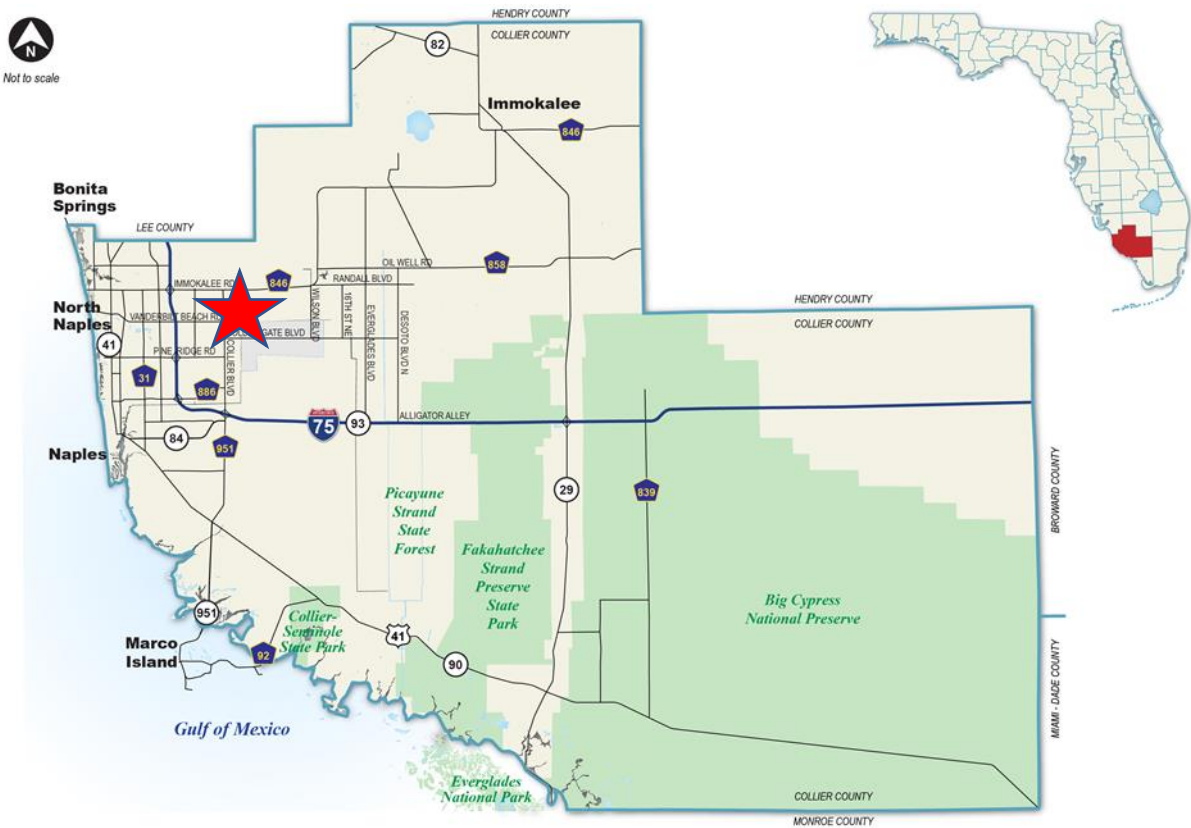 N
Not to scale
HENDRY COUNTY
COLLIER COUNTY
82
Immokalee
846
Bonita
Springs
LEE COUNTY
OIL WELL RD
858
IMMOKALEE RD
846
RANDALL BLVD
HENDRY COUNTY
COLLIER COUNTY
North
Naples
VANDERBILT BEACH RD
GATE BLVD
WILSON BLVD
16TH ST NE
EVERGLADES BLVD
DESOTO BLVD N
41
PINE RIDGE RD
COLLIER BLVD
31
886
ALLIGATOR ALLEY
75
93
84
951
Naples
29
839
BROWARD COUNTY
Picayune
Strand
State
Forest
Fakahatchee
Strand
Preserve
State
Park
Big Cypress
National Preserve
951
Collier-
Seminole
State Park
41
Marco
Island
92
90
MIAMI - DADE COUNTY
Gulf of Mexico
Everglades
National Park
COLLIER COUNTY
MONROE COUNTY